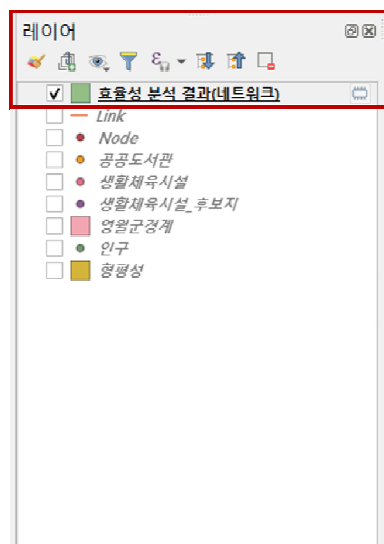 레이어
효율성 분석 결과(네트워크)
Link
Node
공공도서관
생활체육시설
생활체육시설_후보지
영월군경계
인구
형평성